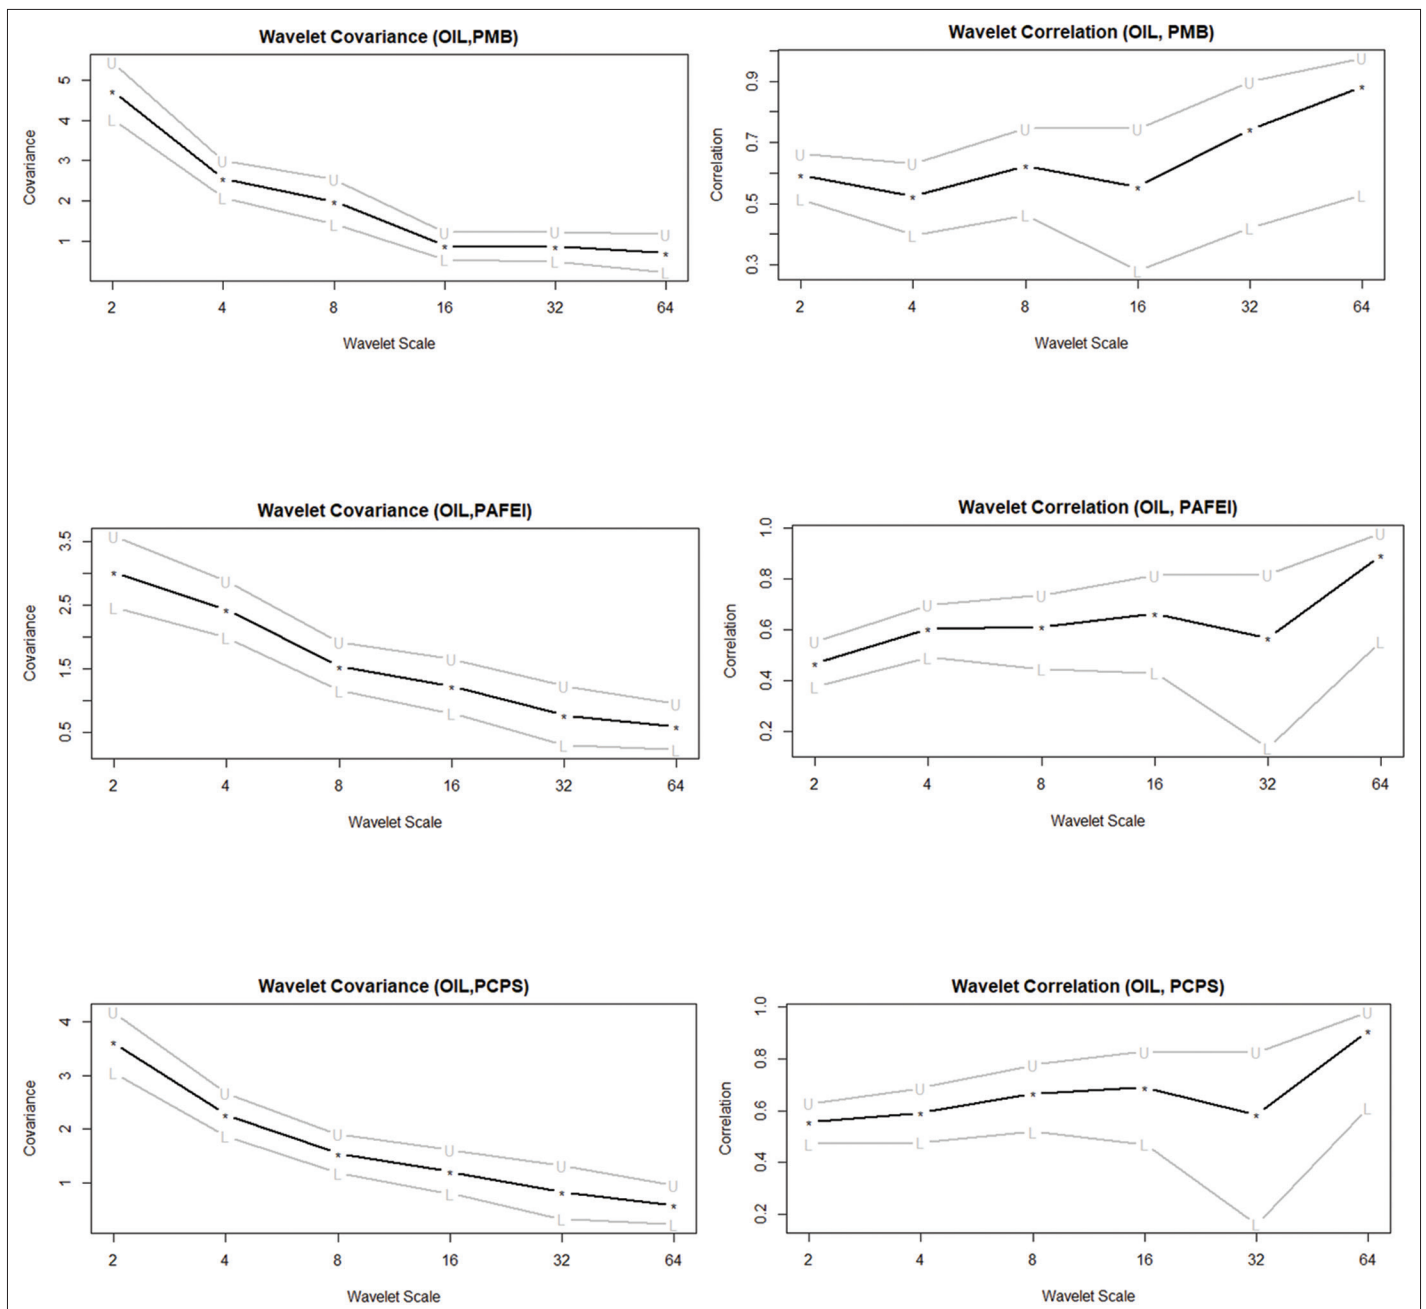 Wavelet Covariance (OIL,PMB)
Covariance
5
4
3
2
1
U U U U U U
* * * * * *
L L L L L L
2 4 8 16 32 64
Wavelet Scale
Wavelet Correlation (OIL, PMB)
Correlation
0.9
0.7
0.5
0.3
U U U U U U
* * * * * *
L L L L L L
2 4 8 16 32 64
Wavelet Scale
Wavelet Covariance (OIL,PAFEI)
Covariance
3.5
2.5
1.5
0.5
U U U U U U
* * * * * *
L L L L L L
2 4 8 16 32 64
Wavelet Scale
Wavelet Correlation (OIL, PAFEI)
Correlation
1.0
0.8
0.6
0.4
0.2
U U U U U U
* * * * * *
L L L L L L
2 4 8 16 32 64
Wavelet Scale
Wavelet Covariance (OIL,PCPS)
Covariance
4
3
2
1
U U U U U U
* * * * * *
L L L L L L
2 4 8 16 32 64
Wavelet Scale
Wavelet Correlation (OIL, PCPS)
Correlation
1.0
0.8
0.6
0.4
0.2
U U U U U U
* * * * * *
L L L L L L
2 4 8 16 32 64
Wavelet Scale